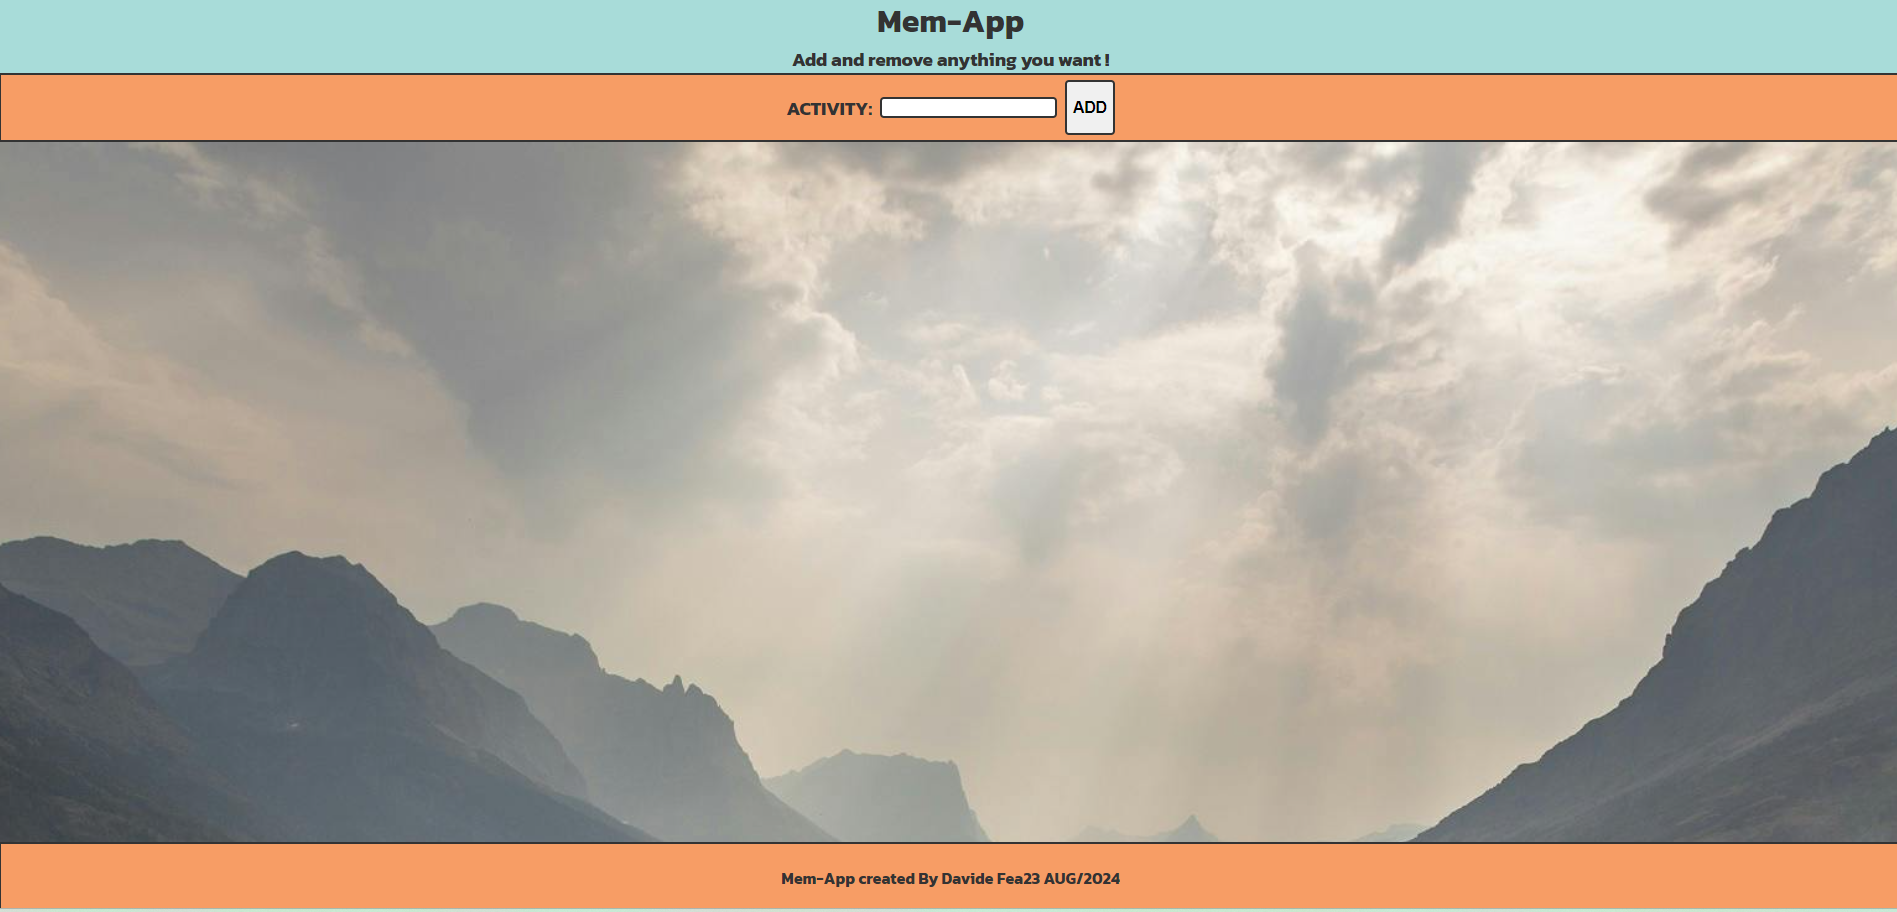 Mem-App
Add and remove anything you want !
ACTIVITY: ADD
Mem-App created By Davide Fea23 AUG/2024